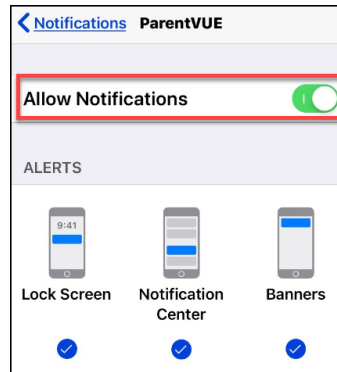 Notifications ParentVUE
Allow Notifications
ALERTS
9:41
Lock Screen Notification Center Banners